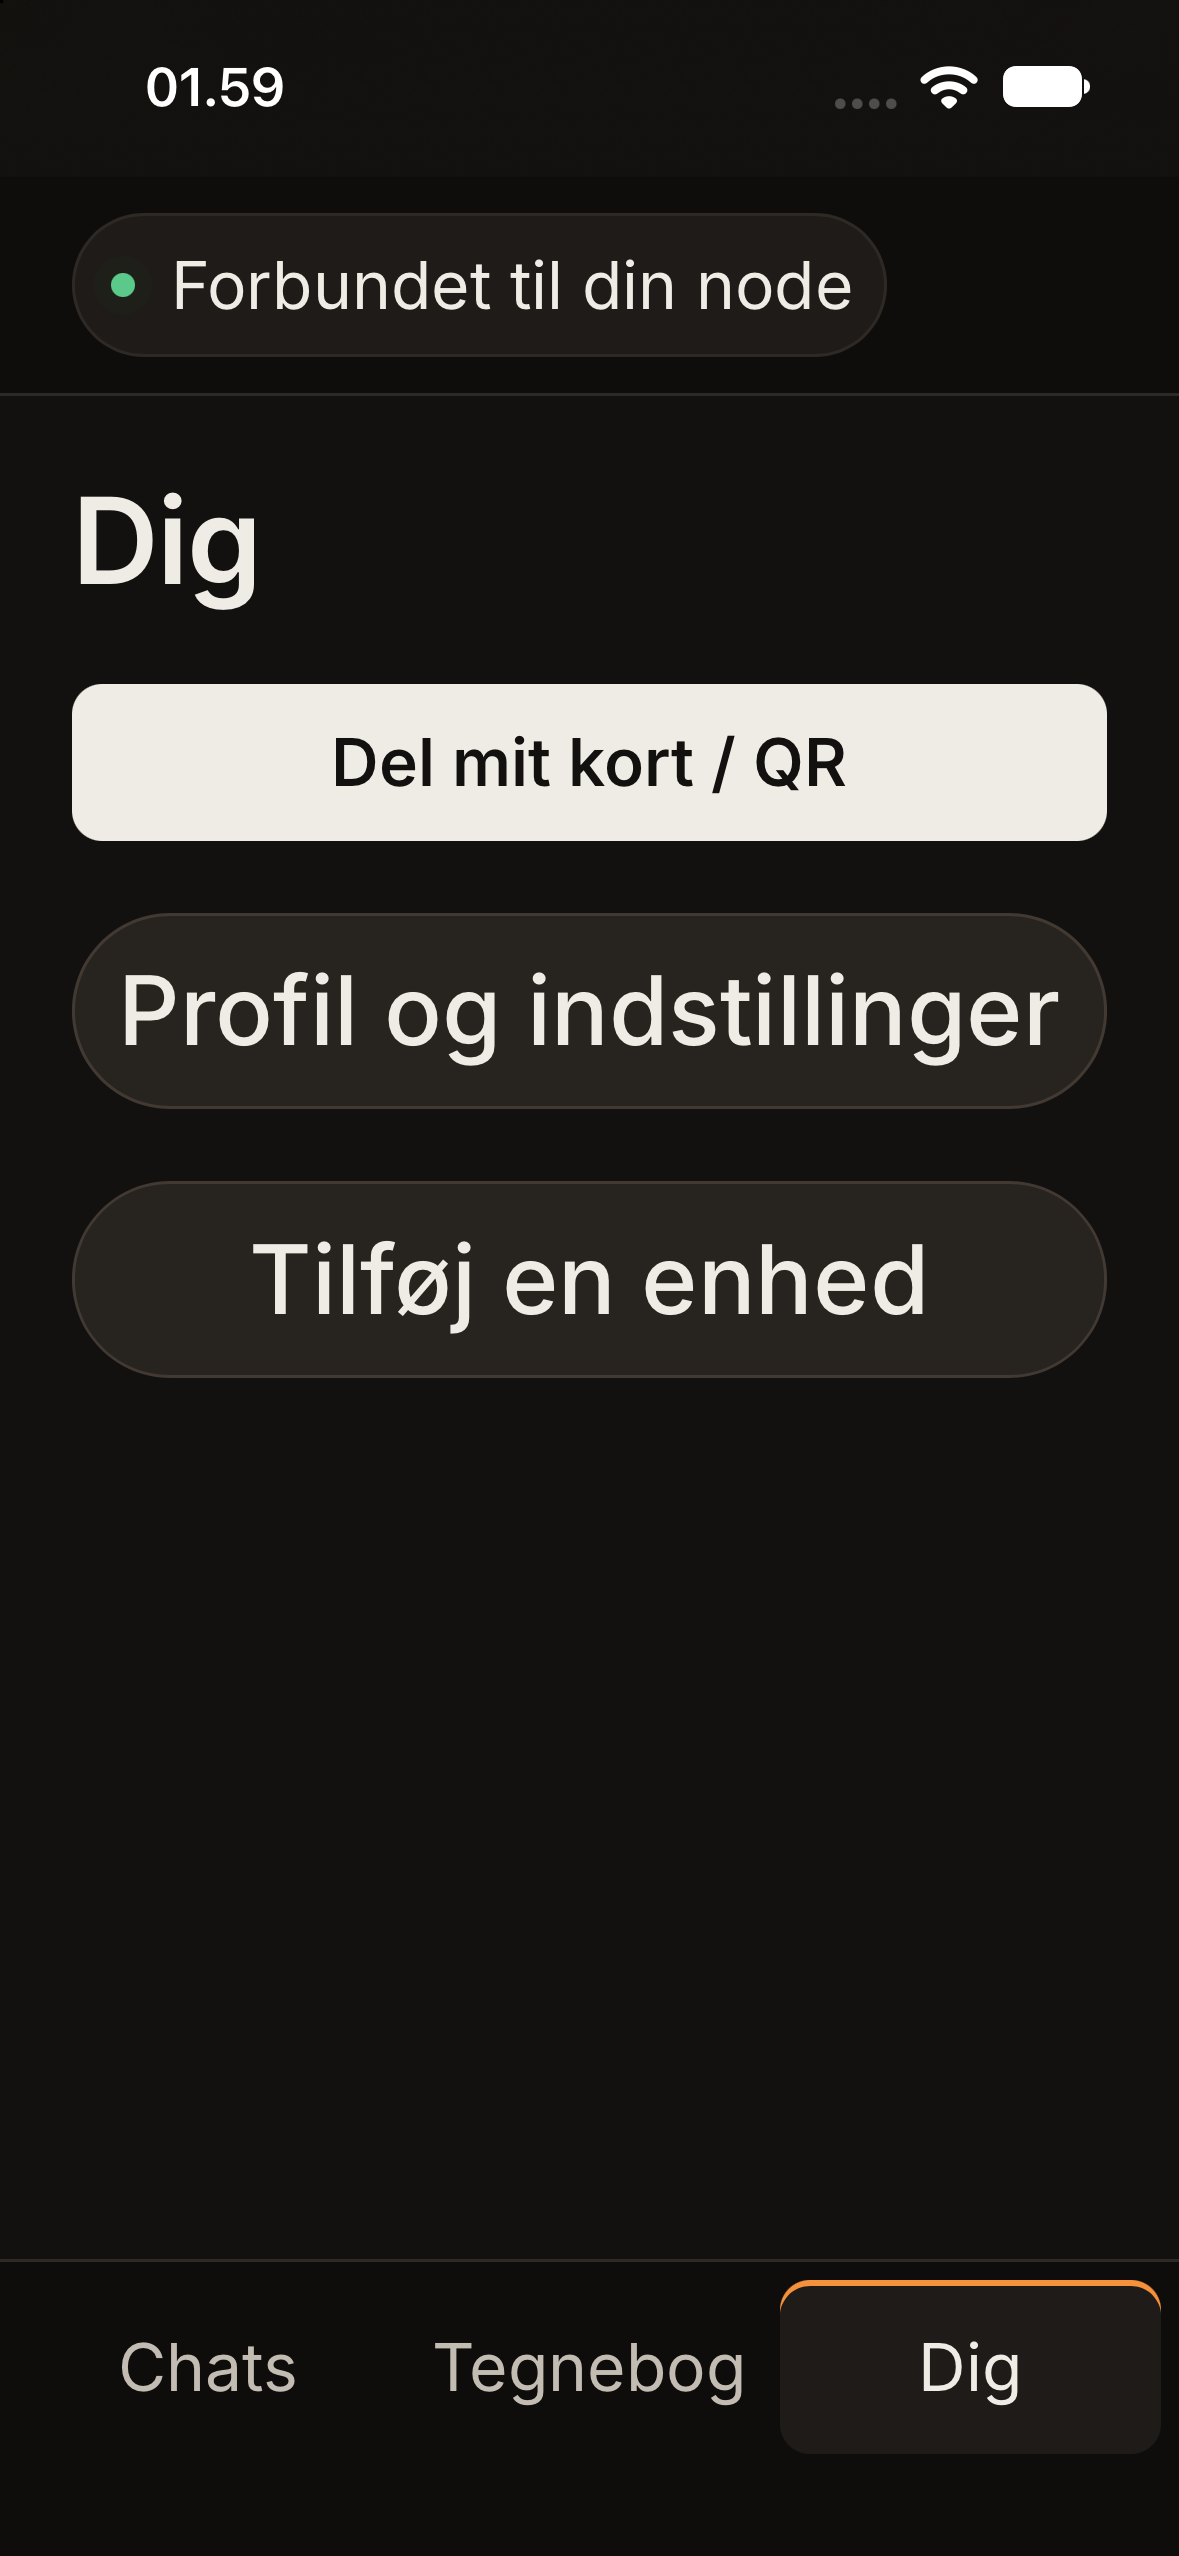 01.59
Forbundet til din node
Dig
Del mit kort / QR
Profil og indstillinger
Tilføj en enhed
Chats
Tegnebog
Dig